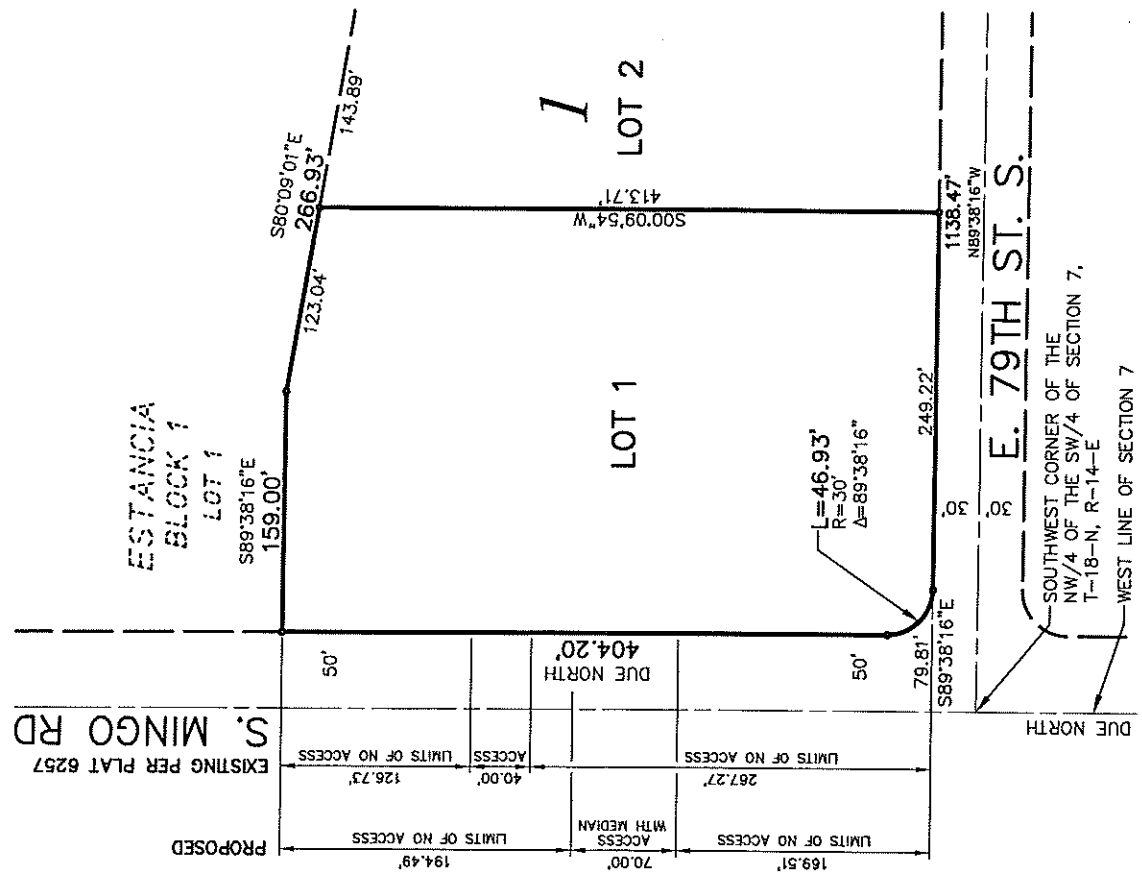 ESTANCIA
BLOCK 1
LOT 1
S89°38'16"E
159.00'
S80°09'01"E
266.93'
143.89'
123.04'
1
LOT 2
S00°09'54"W
413.71'
LOT 1
L=46.93'
R=30'
Δ=89°38'16"
249.22'
1138.47'
N89°38'16"W
E. 79TH ST. S.
30'
30'
SOUTHWEST CORNER OF THE
NW/4 OF THE SW/4 OF SECTION 7,
T-18-N, R-14-E
WEST LINE OF SECTION 7
79.81'
S89°38'16"E
50'
50'
DUE NORTH
404.20'
DUE NORTH
S. MINGO RD
EXISTING PER PLAT 6257
LIMITS OF NO ACCESS
126.73'
ACCESS
40.00'
LIMITS OF NO ACCESS
267.27'
PROPOSED
LIMITS OF NO ACCESS
194.49'
ACCESS
WITH MEDIAN
70.00'
LIMITS OF NO ACCESS
169.51'